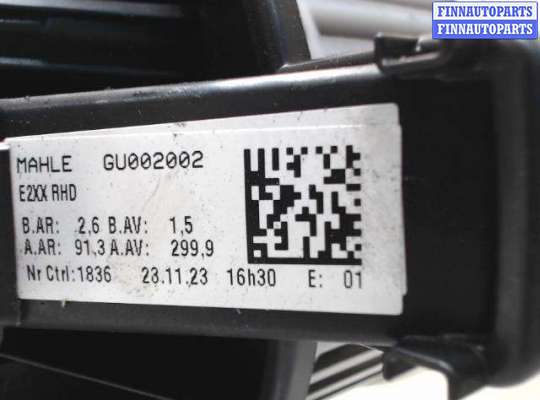 FINNAUTOPARTS
FINNAUTOPARTS
MAHLE GU002002
E2XX RHD
B.AR: 2,6 B.AV: 1,5
A.AR: 91,3 A.AV: 299,9
Nr Ctrl:1836 23.11.23 16h30 E: 01